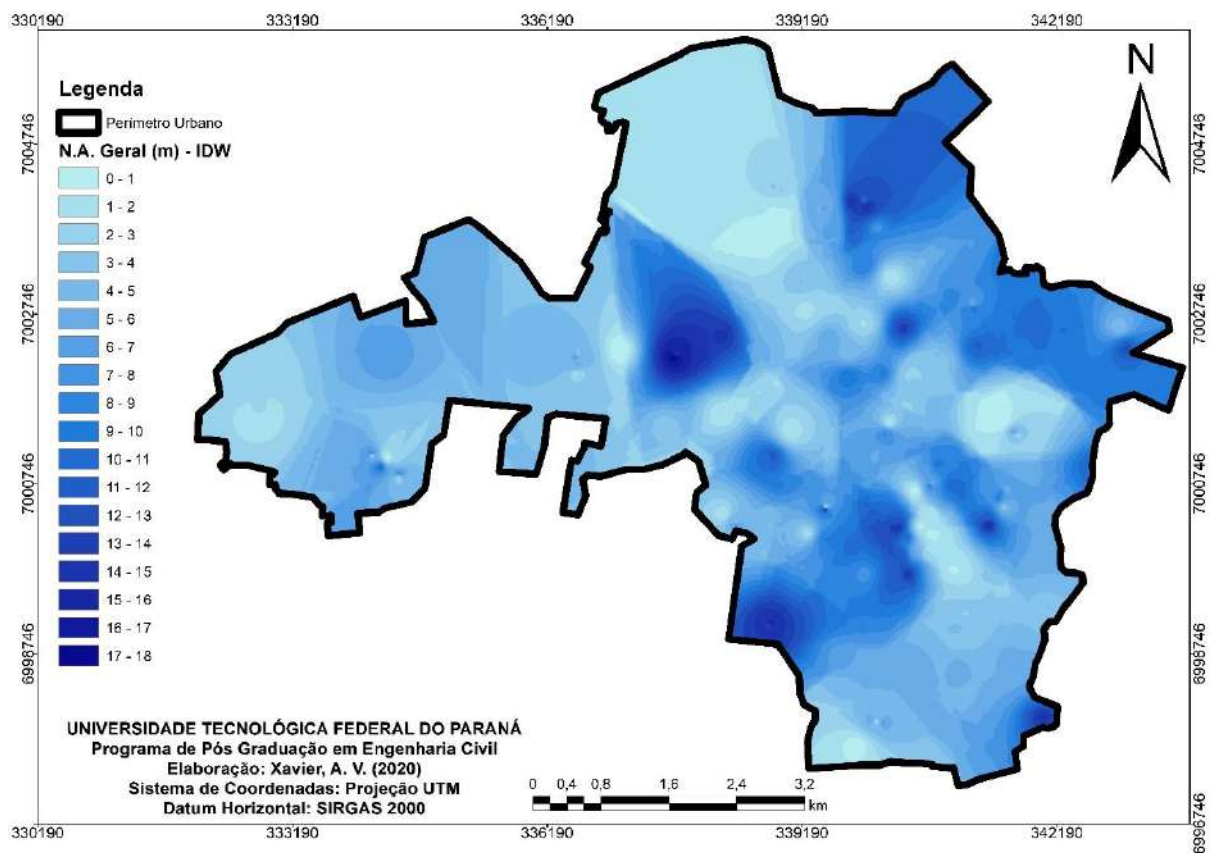 330190 333190 336190 339190 342190
7004746 7004746
7002746 7002746
7000746 7000746
6998746 6998746
6996746
N
Legenda
Perímetro Urbano
N.A. Geral (m) - IDW
0 - 1
1 - 2
2 - 3
3 - 4
4 - 5
5 - 6
6 - 7
7 - 8
8 - 9
9 - 10
10 - 11
11 - 12
12 - 13
13 - 14
14 - 15
15 - 16
16 - 17
17 - 18
UNIVERSIDADE TECNOLÓGICA FEDERAL DO PARANÁ
Programa de Pós Graduação em Engenharia Civil
Elaboração: Xavier, A. V. (2020)
Sistema de Coordenadas: Projeção UTM
Datum Horizontal: SIRGAS 2000
0 0,4 0,8 1,6 2,4 3,2
km
330190 333190 336190 339190 342190